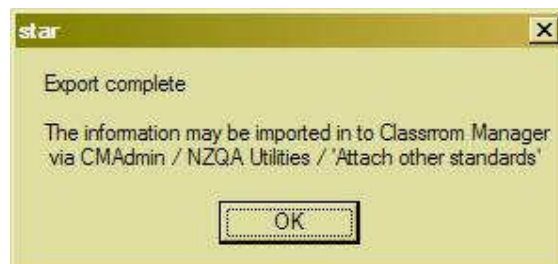 star
Export complete
The information may be imported in to Classrrom Manager
via CMAdmin / NZQA Utilities / 'Attach other standards'
OK